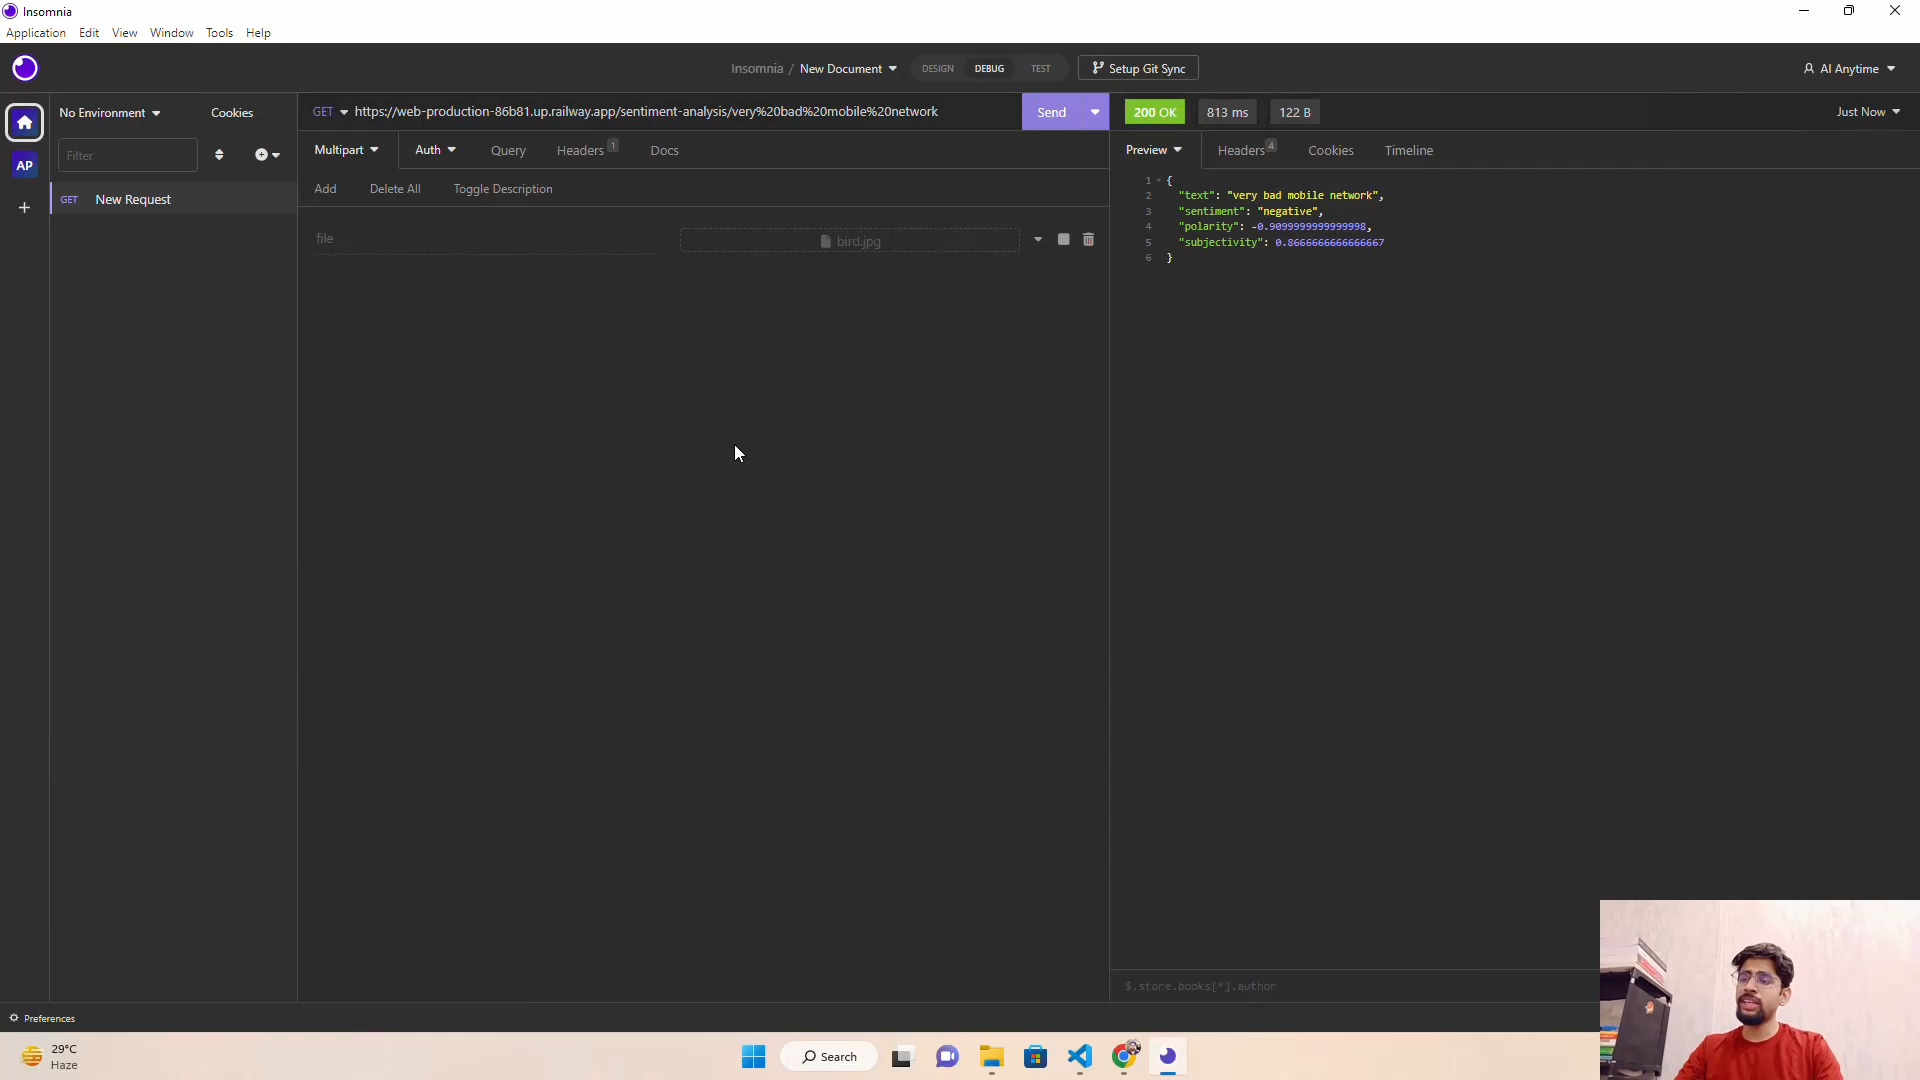 Insomnia
Application Edit View Window Tools Help
Insomnia / New Document DESIGN DEBUG TEST Setup Git Sync AI Anytime
No Environment Cookies
GET https://web-production-86b81.up.railway.app/sentiment-analysis/very%20bad%20mobile%20network Send
200 OK 813 ms 122 B Just Now
Filter
AP
GET New Request
Multipart Auth Query Headers 1 Docs
Add Delete All Toggle Description
file bird.jpg
Preview Headers 4 Cookies Timeline
1 {
2 "text": "very bad mobile network",
3 "sentiment": "negative",
4 "polarity": -0.9099999999999998,
5 "subjectivity": 0.8666666666666667
6 }
$.store.books[*].author
Preferences
29°C
Haze
Search